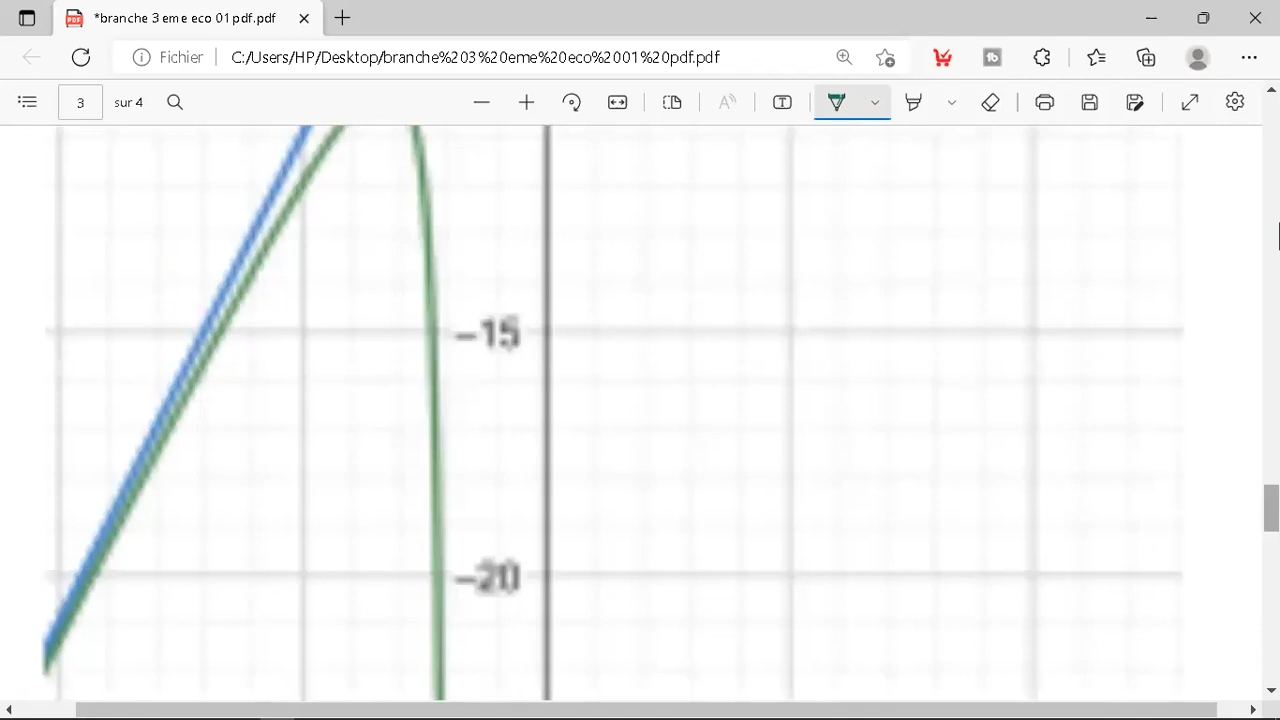 *branche 3 eme eco 01 pdf.pdf
Fichier C:/Users/HP/Desktop/branche%203%20eme%20eco%2001%20pdf.pdf
3 sur 4
-15
-20